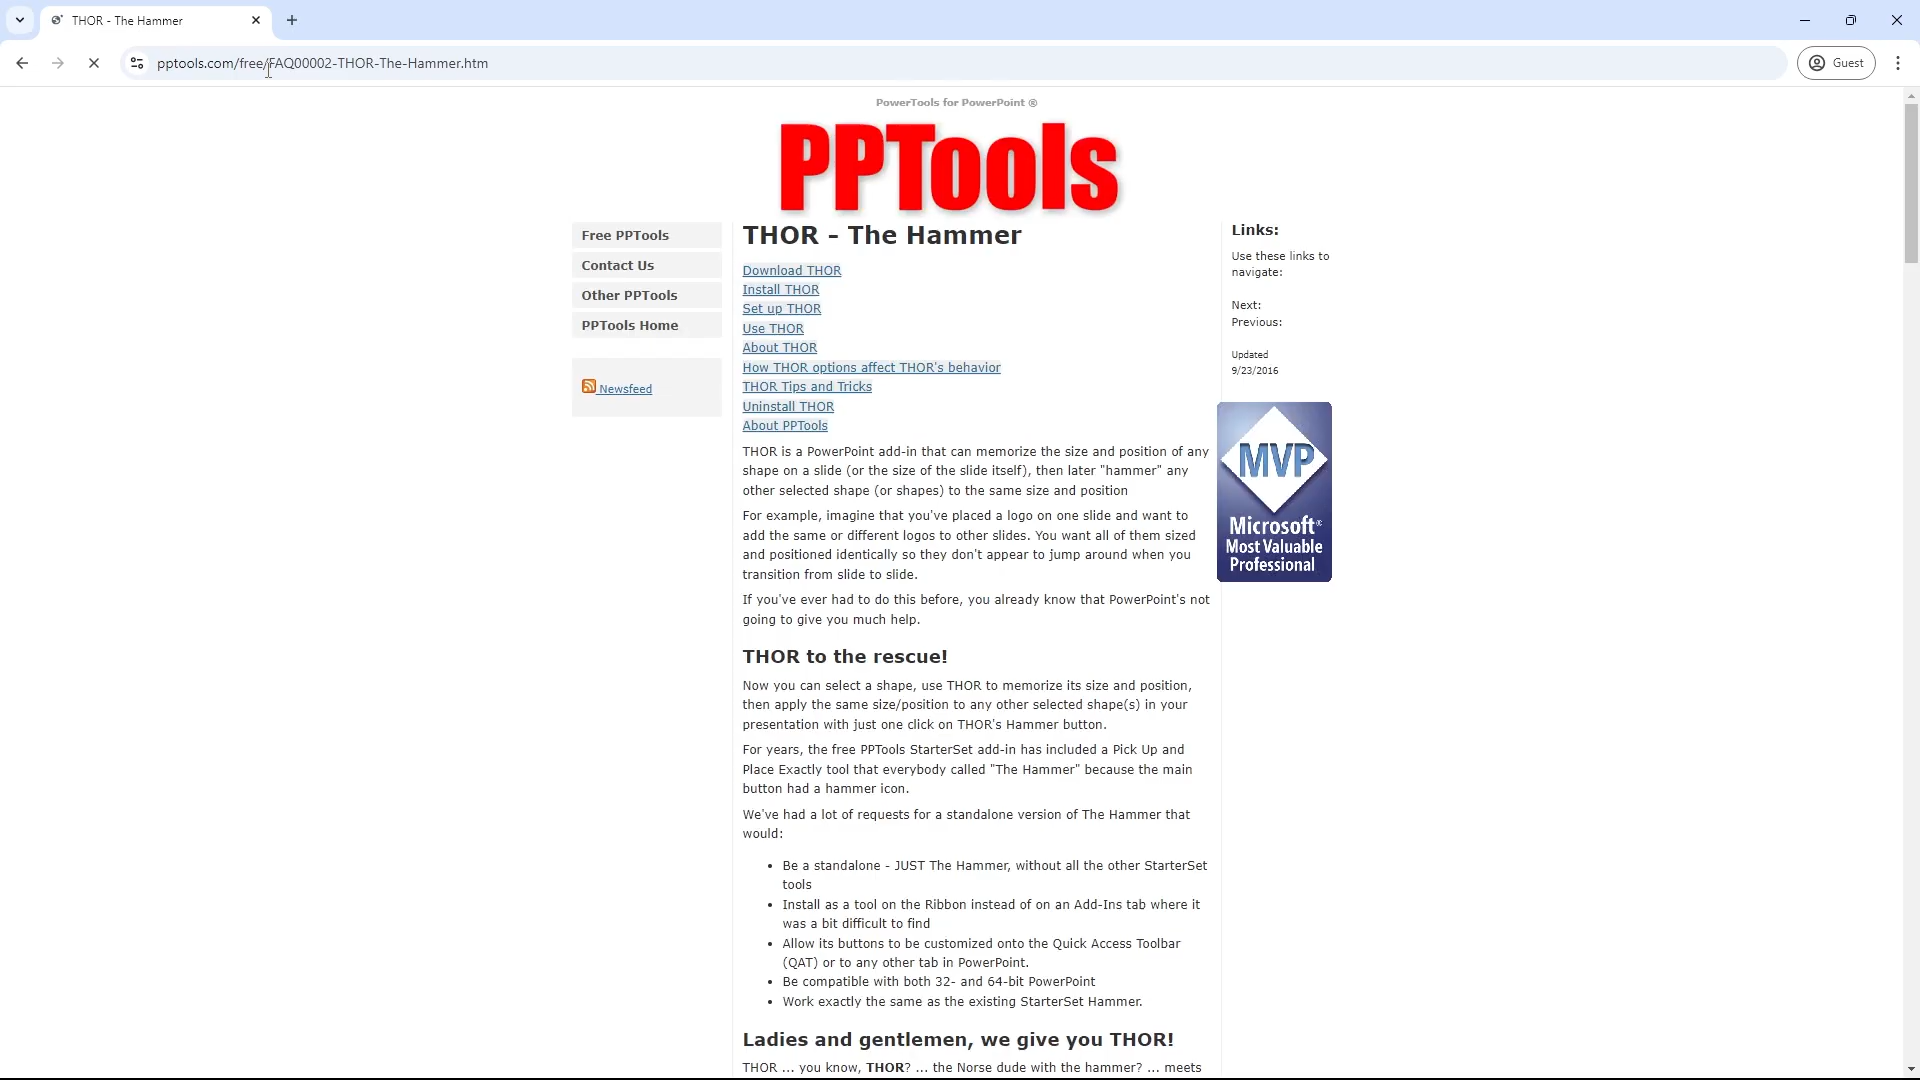 THOR - The Hammer
pptools.com/free/FAQ00002-THOR-The-Hammer.htm
Guest
PowerTools for PowerPoint ®
PPTools
Free PPTools
Contact Us
Other PPTools
PPTools Home
Newsfeed
THOR - The Hammer
Download THOR
Install THOR
Set up THOR
Use THOR
About THOR
How THOR options affect THOR's behavior
THOR Tips and Tricks
Uninstall THOR
About PPTools
THOR is a PowerPoint add-in that can memorize the size and position of any
shape on a slide (or the size of the slide itself), then later "hammer" any
other selected shape (or shapes) to the same size and position
For example, imagine that you've placed a logo on one slide and want to
add the same or different logos to other slides. You want all of them sized
and positioned identically so they don't appear to jump around when you
transition from slide to slide.
If you've ever had to do this before, you already know that PowerPoint's not
going to give you much help.
THOR to the rescue!
Now you can select a shape, use THOR to memorize its size and position,
then apply the same size/position to any other selected shape(s) in your
presentation with just one click on THOR's Hammer button.
For years, the free PPTools StarterSet add-in has included a Pick Up and
Place Exactly tool that everybody called "The Hammer" because the main
button had a hammer icon.
We've had a lot of requests for a standalone version of The Hammer that
would:
• Be a standalone - JUST The Hammer, without all the other StarterSet
tools
• Install as a tool on the Ribbon instead of on an Add-Ins tab where it
was a bit difficult to find
• Allow its buttons to be customized onto the Quick Access Toolbar
(QAT) or to any other tab in PowerPoint.
• Be compatible with both 32- and 64-bit PowerPoint
• Work exactly the same as the existing StarterSet Hammer.
Ladies and gentlemen, we give you THOR!
THOR ... you know, THOR? ... the Norse dude with the hammer? ... meets
Links:
Use these links to
navigate:
Next:
Previous:
Updated
9/23/2016
MVP
Microsoft®
Most Valuable
Professional